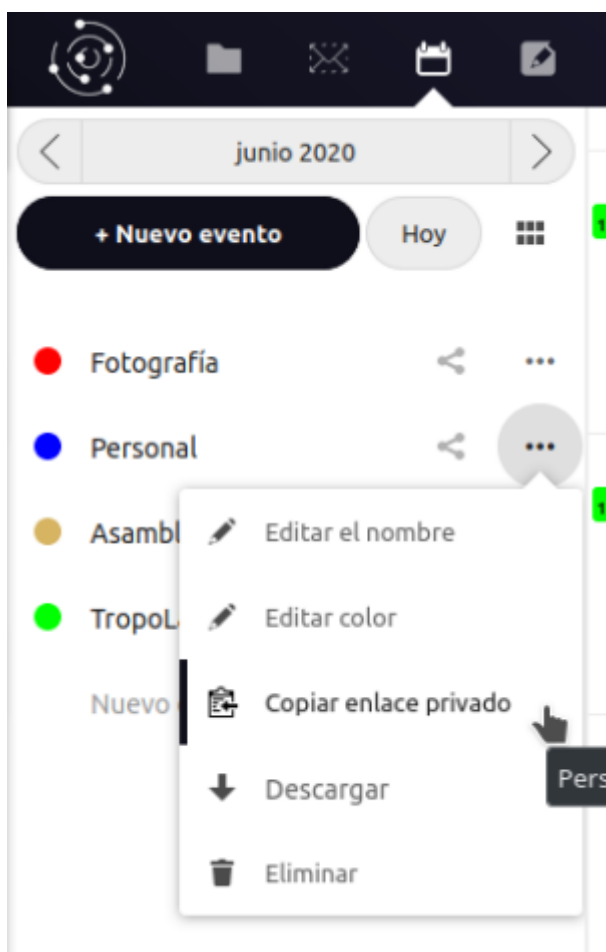 junio 2020
+ Nuevo evento
Hoy
Fotografía
Personal
Asambl
Editar el nombre
TropoL
Editar color
Nuevo
Copiar enlace privado
Pers
Descargar
Eliminar